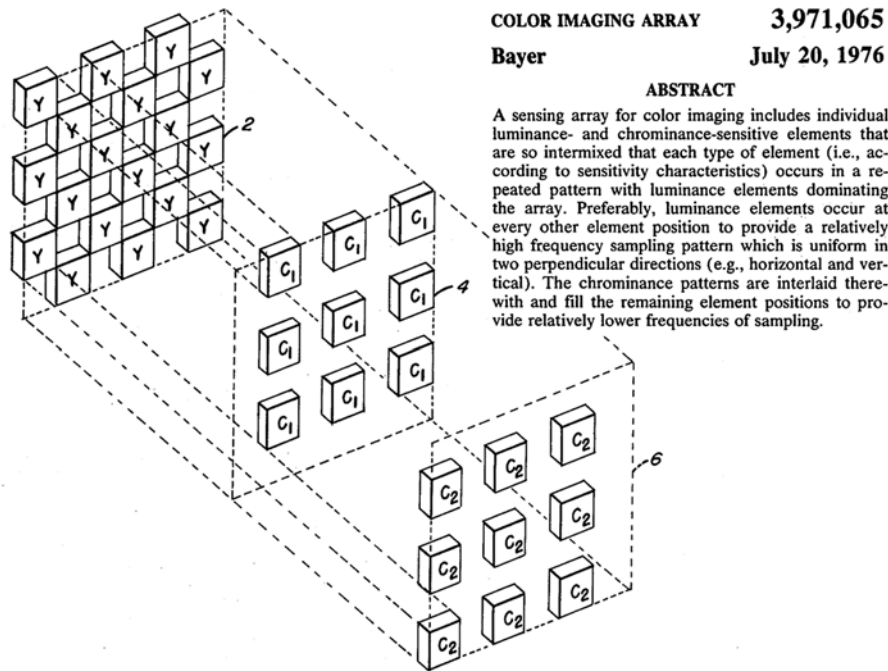 COLOR IMAGING ARRAY 3,971,065
Bayer July 20, 1976
ABSTRACT
A sensing array for color imaging includes individual
luminance- and chrominance-sensitive elements that
are so intermixed that each type of element (i.e., ac-
cording to sensitivity characteristics) occurs in a re-
peated pattern with luminance elements dominating
the array. Preferably, luminance elements occur at
every other element position to provide a relatively
high frequency sampling pattern which is uniform in
two perpendicular directions (e.g., horizontal and ver-
tical). The chrominance patterns are interlaid there-
with and fill the remaining element positions to pro-
vide relatively lower frequencies of sampling.
Y Y Y
Y Y Y
Y Y Y
Y Y Y
Y Y Y
Y Y Y
2
C₁ C₁ C₁
C₁ C₁ C₁
C₁ C₁ C₁
4
C₂ C₂ C₂
C₂ C₂ C₂
C₂ C₂ C₂
6